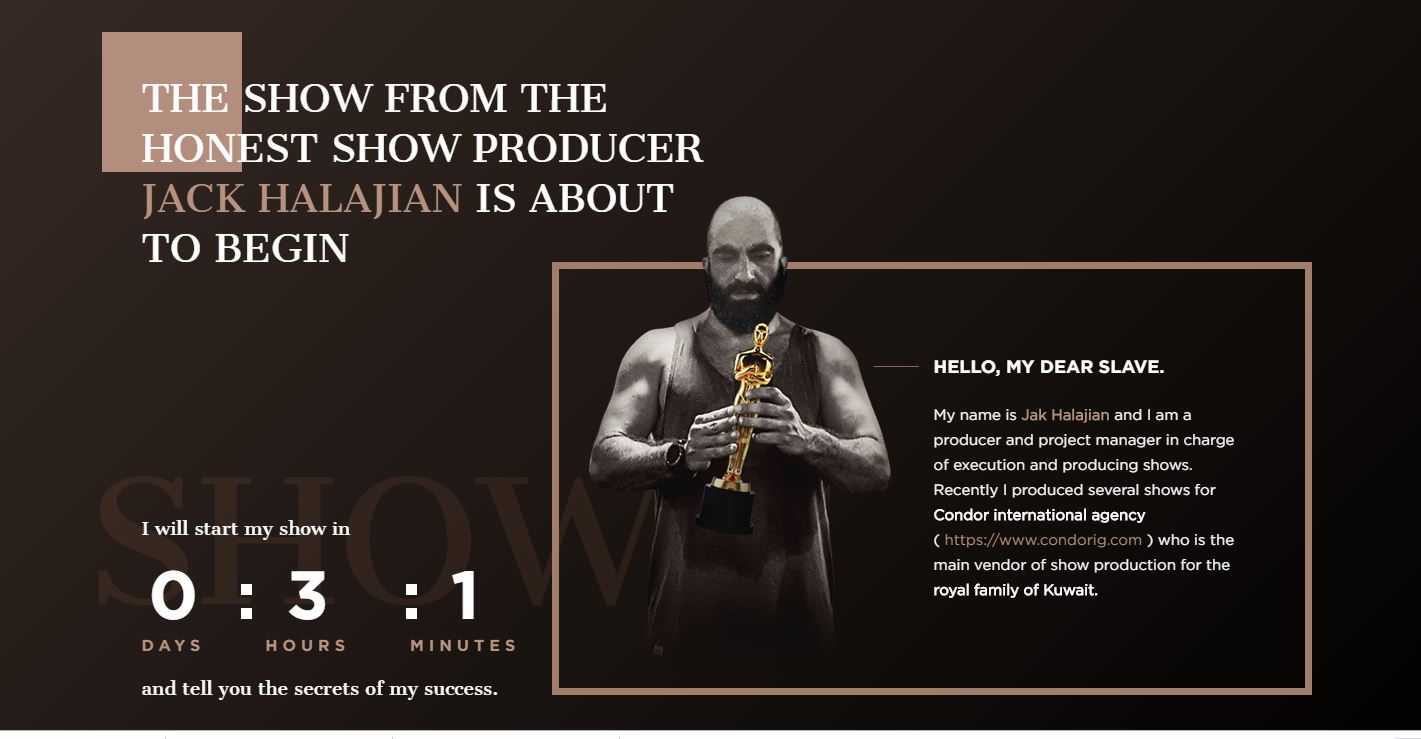 THE SHOW FROM THE
HONEST SHOW PRODUCER
JACK HALAJIAN IS ABOUT
TO BEGIN
HELLO, MY DEAR SLAVE.
My name is Jak Halajian and I am a
producer and project manager in charge
of execution and producing shows.
Recently I produced several shows for
Condor international agency
( https://www.condorig.com ) who is the
main vendor of show production for the
royal family of Kuwait.
SHOW
I will start my show in
0 : 3 : 1
DAYS HOURS MINUTES
and tell you the secrets of my success.